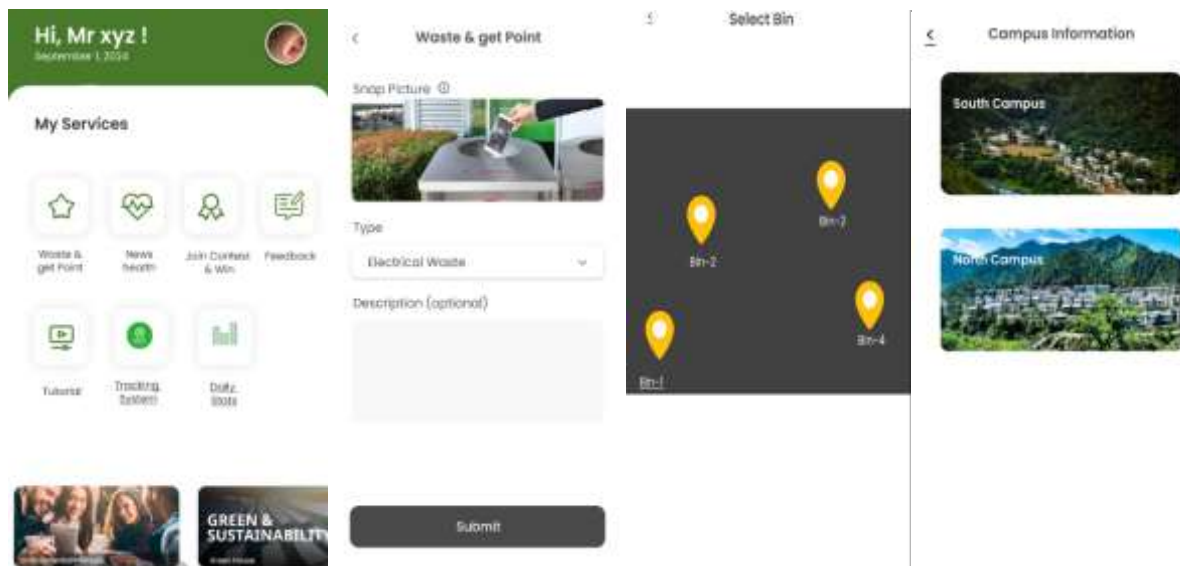 Hi, Mr xyz !
September 1, 2024
My Services
Waste &
get Point
News
health
Join Contest
& Win
Feedback
Tutorial
Tracking
System
Daily
Stats
GREEN &
SUSTAINABILITY
Waste & get Point
Snap Picture
Type
Electrical Waste
Description (optional)
Submit
Select Bin
Bin-2
Bin-2
Bin-4
Bin-1
Campus Information
South Campus
North Campus